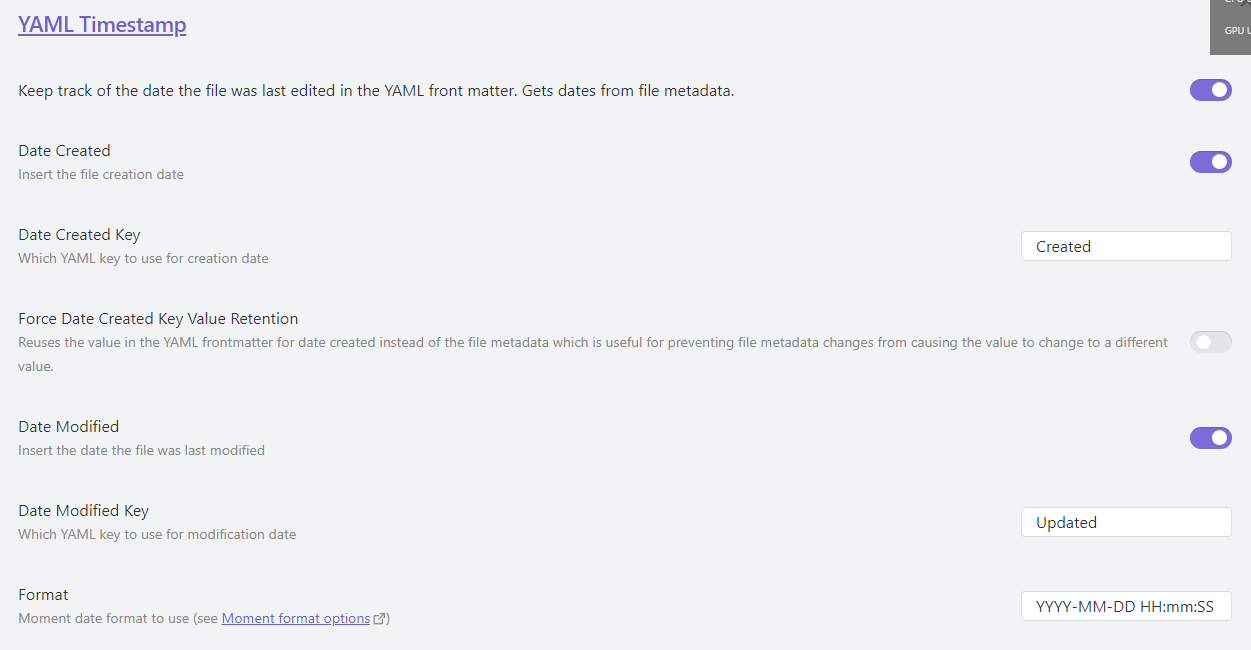 YAML Timestamp
GPU
Keep track of the date the file was last edited in the YAML front matter. Gets dates from file metadata.
Date Created
Insert the file creation date
Date Created Key
Which YAML key to use for creation date
Created
Force Date Created Key Value Retention
Reuses the value in the YAML frontmatter for date created instead of the file metadata which is useful for preventing file metadata changes from causing the value to change to a different
value.
Date Modified
Insert the date the file was last modified
Date Modified Key
Which YAML key to use for modification date
Updated
Format
Moment date format to use (see Moment format options)
YYYY-MM-DD HH:mm:SS